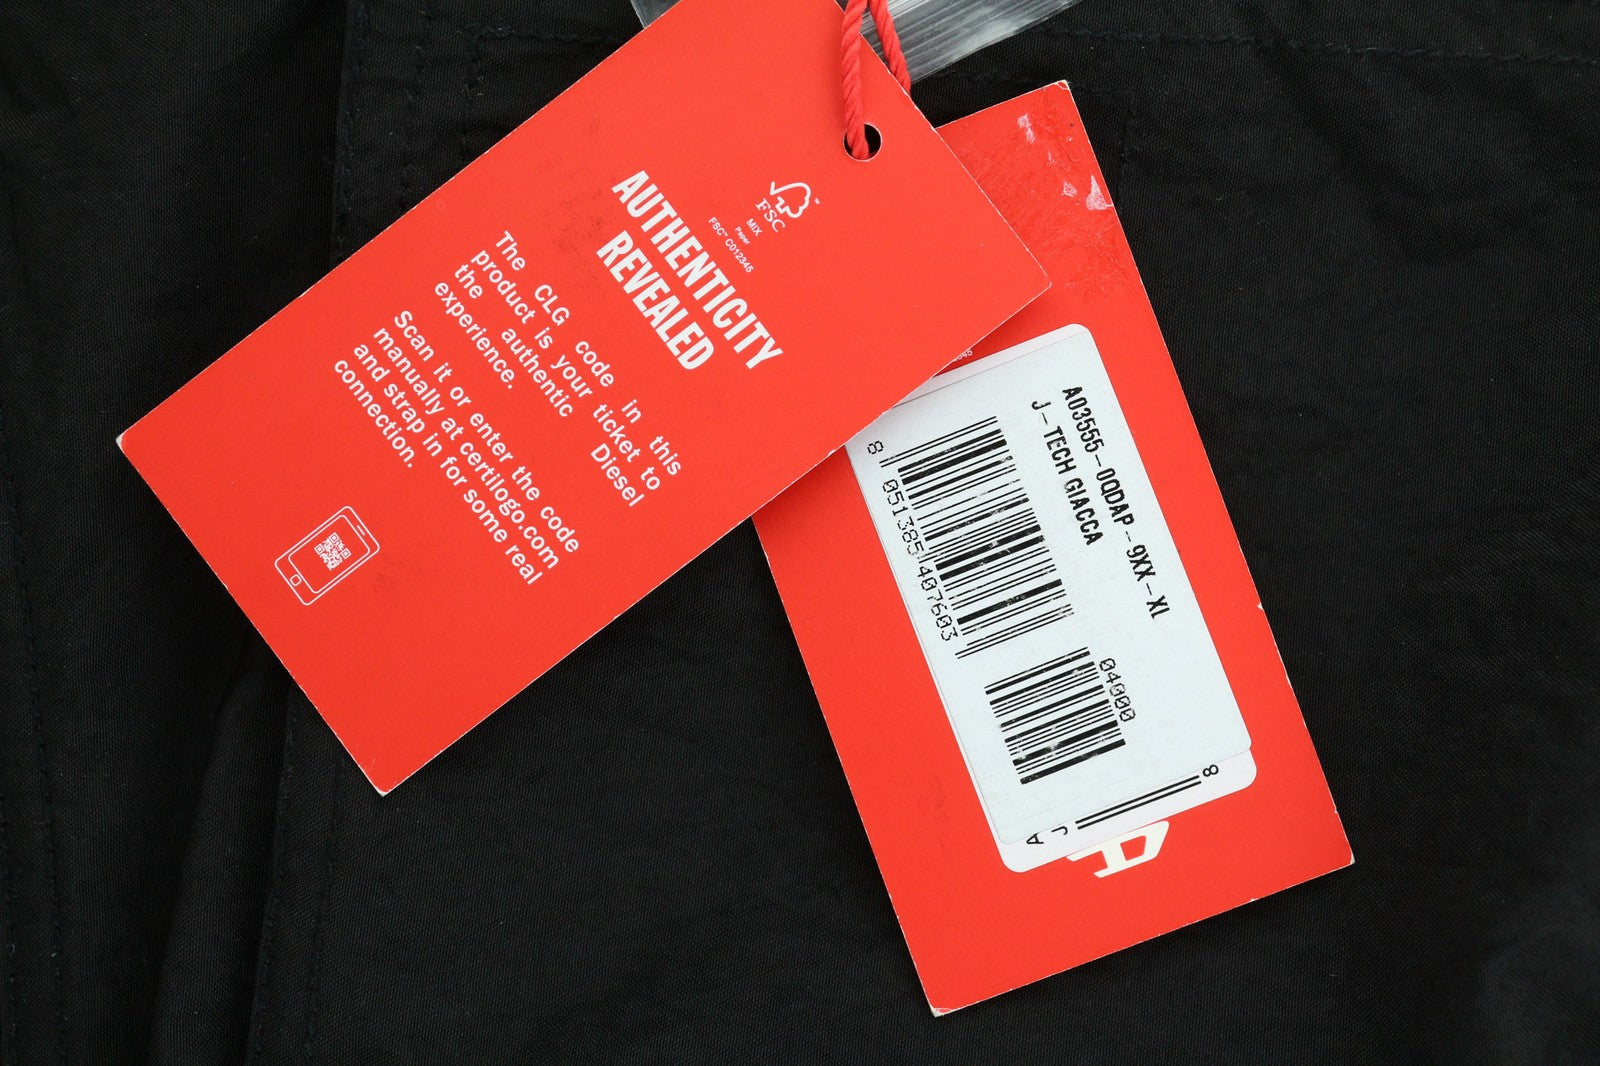 FSC
MIX
Paper
FSC™ C012345
AUTHENTICITY
REVEALED
The CLG code in this
product is your ticket to
the authentic Diesel
experience.
Scan it or enter the code
manually at certilogo.com
and strap in for some real
connection.
A03555-0QDAP-9XX-XL
J-TECH GIACCA
8 051385 407603
04000
8
J
A